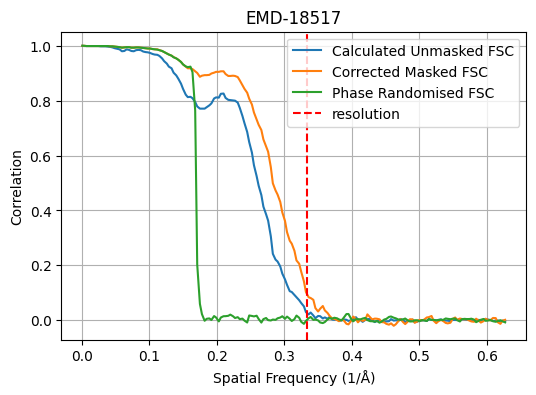 EMD-18517
Calculated Unmasked FSC
Corrected Masked FSC
Phase Randomised FSC
resolution
Correlation
1.0
0.8
0.6
0.4
0.2
0.0
0.0 0.1 0.2 0.3 0.4 0.5 0.6
Spatial Frequency (1/Å)